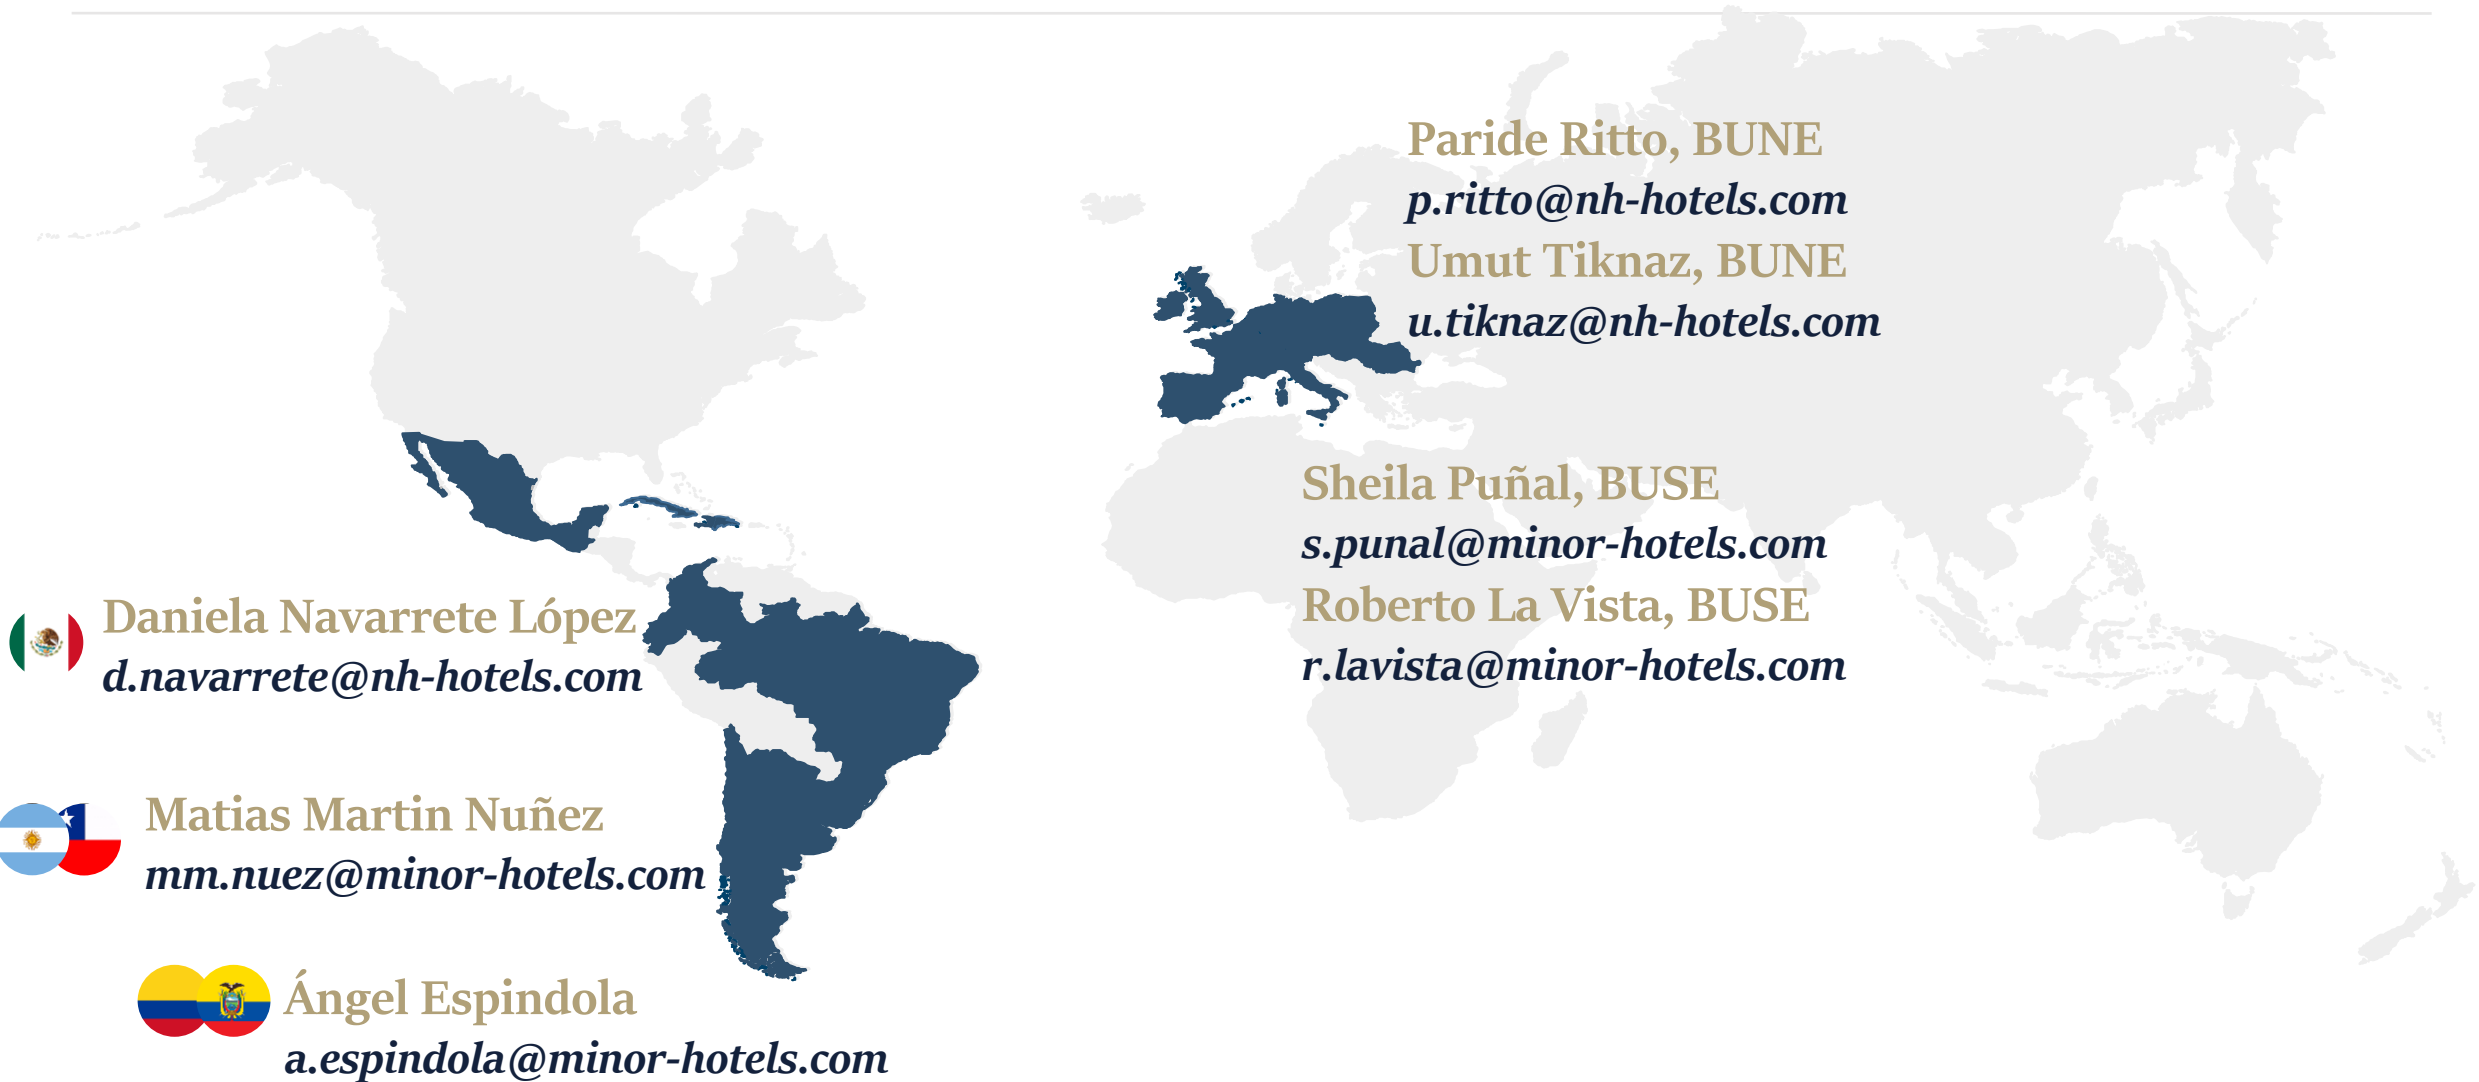 Paride Ritto, BUNE
p.ritto@nh-hotels.com
Umut Tiknaz, BUNE
u.tiknaz@nh-hotels.com
Sheila Puñal, BUSE
s.punal@minor-hotels.com
Roberto La Vista, BUSE
r.lavista@minor-hotels.com
Daniela Navarrete López
d.navarrete@nh-hotels.com
Matias Martin Nuñez
mm.nuez@minor-hotels.com
Ángel Espindola
a.espindola@minor-hotels.com